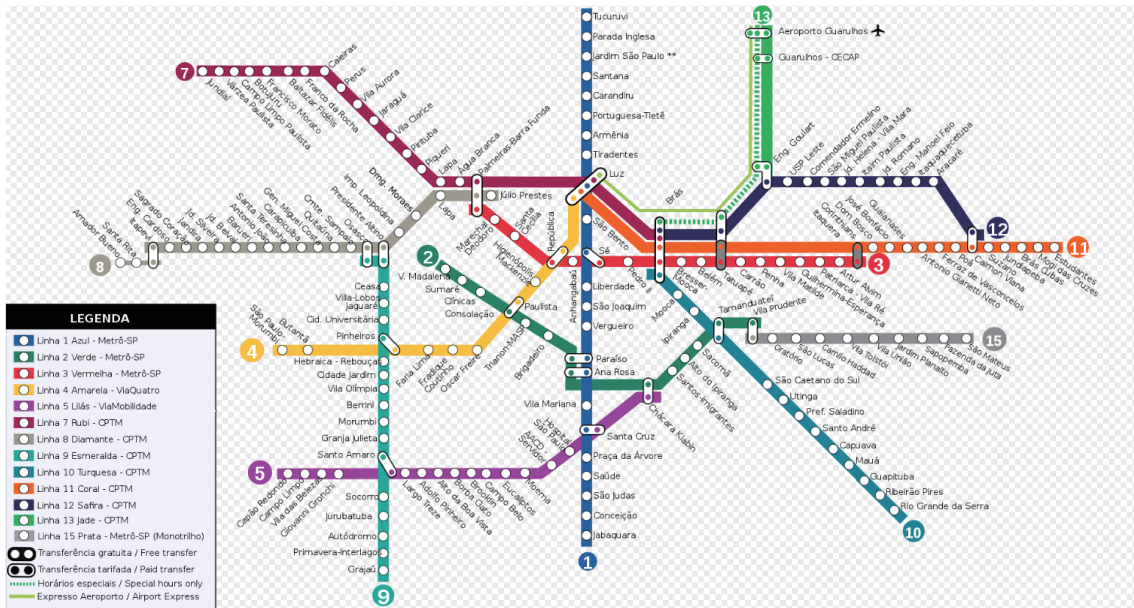 13
Aeroporto Guarulhos
Guarulhos - CECAP
Eng. Goulart
Tucuruvi
Parada Inglesa
Jardim São Paulo **
Santana
Carandiru
Portuguesa-Tietê
Armênia
Tiradentes
Luz
São Bento
Sé
Liberdade
São Joaquim
Vergueiro
Paraíso
Ana Rosa
Vila Mariana
Santa Cruz
Praça da Árvore
Saúde
São Judas
Conceição
Jabaquara
1
7
Jundiaí
Várzea Paulista
Campo Limpo Paulista
Botujuru
Francisco Morato
Baltazar Fidélis
Franco da Rocha
Caieiras
Perus
Vila Aurora
Jaraguá
Vila Clarice
Pirituba
Piqueri
Lapa
Água Branca
Palmeiras-Barra Funda
Júlio Prestes
Lapa
Dmg. Moraes
Imp. Leopoldina
Presidente Altino
Osasco
Cmte. Sampaio
Quitaúna
Gen. Miguel Costa
Carapicuíba
Santa Terezinha
Antonio João
Barueri
Jd. Belval
Jd. Silveira
Jandira
Sagrado Coração
Eng. Cardoso
Itapevi
Santa Rita
Amador Bueno
8
Marechal Deodoro
Santa Cecília
República
Anhangabaú
Pedro II
Brás
Bresser-Mooca
Belém
Tatuapé
Carrão
Penha
Vila Matilde
Guilhermina-Esperança
Patriarca - Vila Ré
Artur Alvim
3
Itaquera
Corinthians
Dom Bosco
José Bonifácio
Guaianases
Antonio Gianetti Neto
Ferraz de Vasconcelos
Poá
Calmon Viana
Suzano
Jundiapeba
Brás Cubas
Mogi das Cruzes
Estudantes
11
USP Leste
Comendador Ermelino
São Miguel Paulista
Jd. Helena - Vila Mara
Itaim Paulista
Jd. Romano
Eng. Manoel Feio
Itaquaquecetuba
Aracaré
12
2
V. Madalena
Sumaré
Clínicas
Consolação
Trianon-MASP
Brigadeiro
Chácara Klabin
Santos-Imigrantes
Alto do Ipiranga
Sacomã
Tamanduateí
Vila Prudente
4
São Paulo-
Morumbi
Butantã
Pinheiros
Faria Lima
Fradique
Coutinho
Oscar Freire
Paulista
Higienópolis
Mackenzie
Ceasa
Villa-Lobos
Jaguaré
Cid. Universitária
Hebraica - Rebouças
Cidade Jardim
Vila Olímpia
Berrini
Morumbi
Granja Julieta
Santo Amaro
Socorro
Jurubatuba
Autódromo
Primavera-Interlagos
Grajaú
9
5
Capão Redondo
Campo Limpo
Vila das Belezas
Giovanni Gronchi
Largo Treze
Adolfo Pinheiro
Alto da Boa Vista
Borba Gato
Brooklin
Campo Belo
Eucaliptos
Moema
AACD -
Servidor
Hospital
São Paulo
Mooca
Ipiranga
São Caetano do Sul
Utinga
Pref. Saladino
Santo André
Capuava
Mauá
Guapituba
Ribeirão Pires
Rio Grande da Serra
10
Oratório
São Lucas
Camilo Haddad
Vila Tolstói
Vila União
Jardim Planalto
Sapopemba
Fazenda da Juta
São Mateus
15
LEGENDA
Linha 1 Azul - Metrô-SP
Linha 2 Verde - Metrô-SP
Linha 3 Vermelha - Metrô-SP
Linha 4 Amarela - ViaQuatro
Linha 5 Lilás - ViaMobilidade
Linha 7 Rubi - CPTM
Linha 8 Diamante - CPTM
Linha 9 Esmeralda - CPTM
Linha 10 Turquesa - CPTM
Linha 11 Coral - CPTM
Linha 12 Safira - CPTM
Linha 13 Jade - CPTM
Linha 15 Prata - Metrô-SP (Monotrilho)
Transferência gratuita / Free transfer
Transferência tarifada / Paid transfer
Horários especiais / Special hours only
Expresso Aeroporto / Airport Express